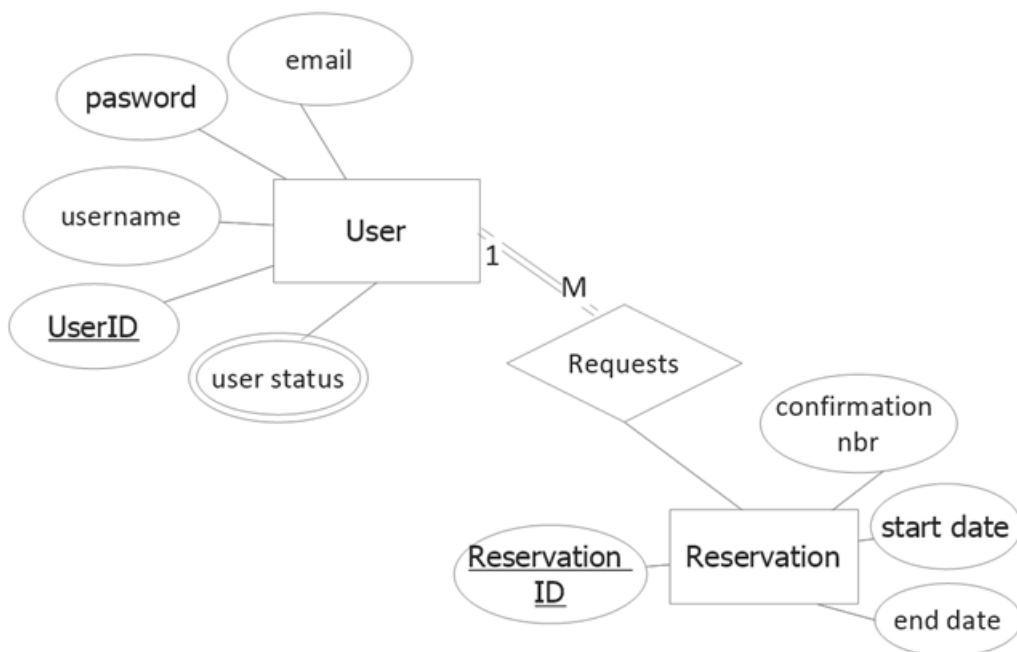 email
pasword
username
User
1
M
UserID
user status
Requests
confirmation
nbr
start date
Reservation
ID
Reservation
end date